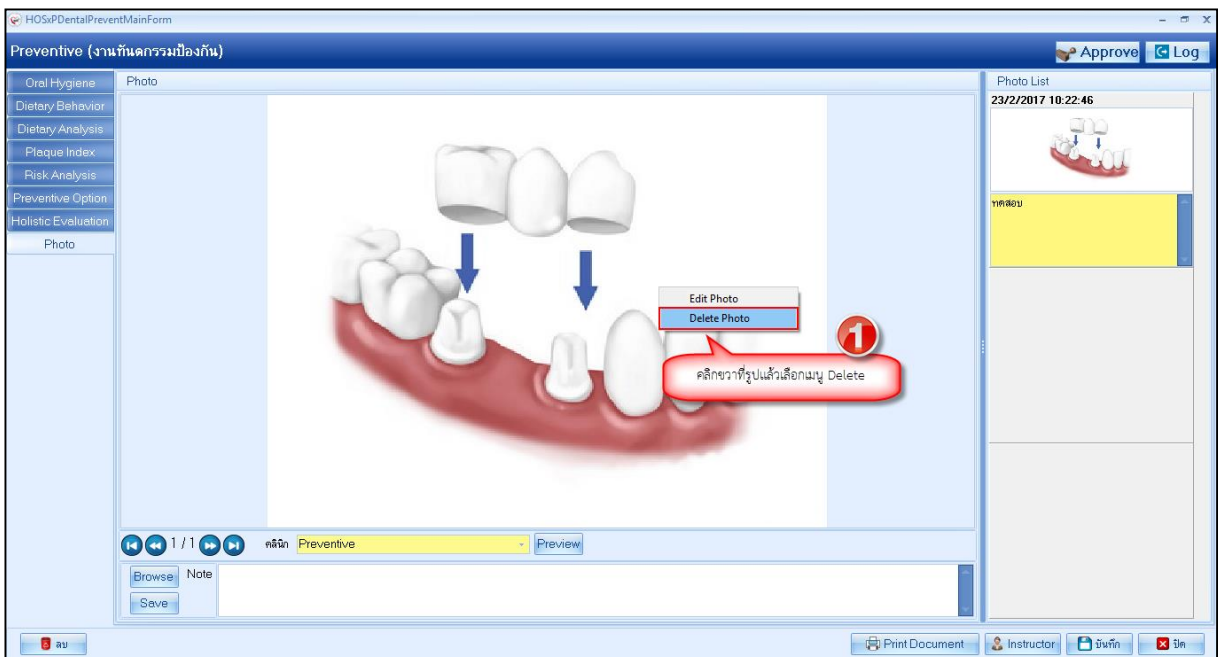 HOSxPDentalPreventMainForm
Preventive (งานทันตกรรมป้องกัน)
Approve
Log
Oral Hygiene
Dietary Behavior
Dietary Analysis
Plaque Index
Risk Analysis
Preventive Option
Holistic Evaluation
Photo
Photo
Edit Photo
Delete Photo
1
คลิกขวาที่รูปแล้วเลือกเมนู Delete
1 / 1
คลินิก
Preventive
Preview
Browse
Note
Save
Photo List
23/2/2017 10:22:46
ทดสอบ
ลบ
Print Document
Instructor
บันทึก
ปิด